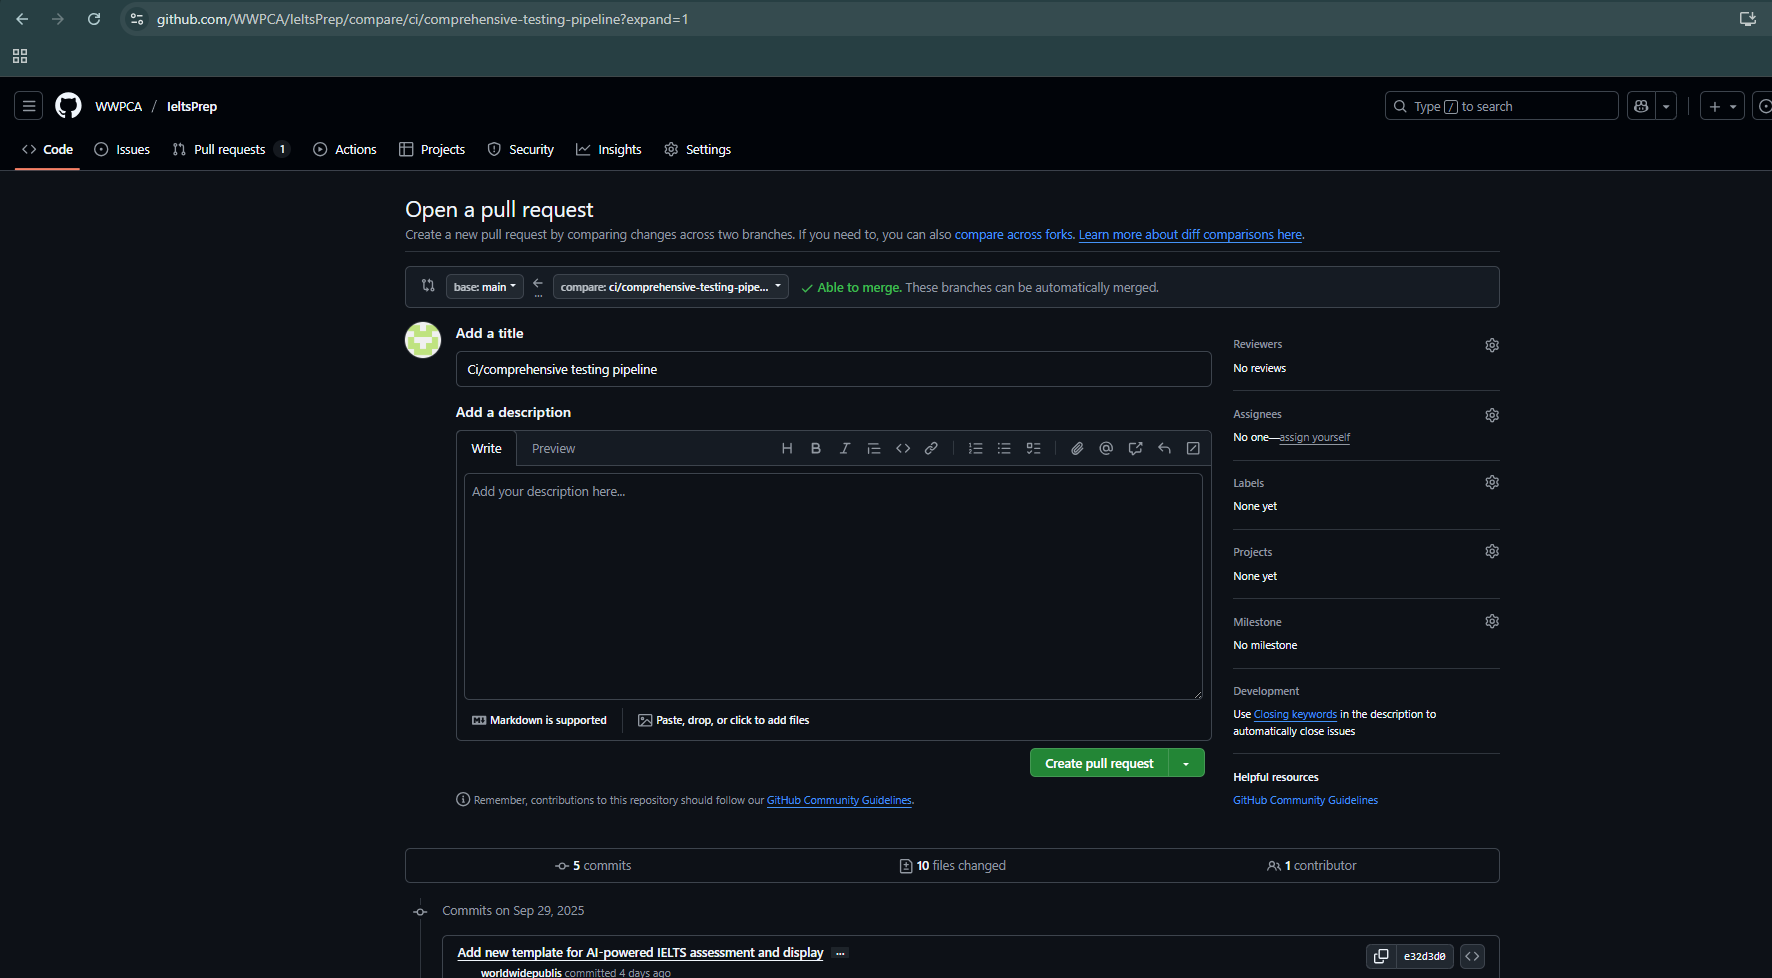 github.com/WWPCA/IeltsPrep/compare/ci/comprehensive-testing-pipeline?expand=1
WWPCA / IeltsPrep
Type / to search
Code
Issues
Pull requests 1
Actions
Projects
Security
Insights
Settings
Open a pull request
Create a new pull request by comparing changes across two branches. If you need to, you can also compare across forks. Learn more about diff comparisons here.
base: main
compare: ci/comprehensive-testing-pipe...
Able to merge. These branches can be automatically merged.
Add a title
Ci/comprehensive testing pipeline
Add a description
Write
Preview
Add your description here...
Markdown is supported
Paste, drop, or click to add files
Create pull request
Remember, contributions to this repository should follow our GitHub Community Guidelines.
Reviewers
No reviews
Assignees
No one—assign yourself
Labels
None yet
Projects
None yet
Milestone
No milestone
Development
Use Closing keywords in the description to
automatically close issues
Helpful resources
GitHub Community Guidelines
5 commits
10 files changed
1 contributor
Commits on Sep 29, 2025
Add new template for AI-powered IELTS assessment and display ...
e32d3d0
worldwidepublis committed 4 days ago